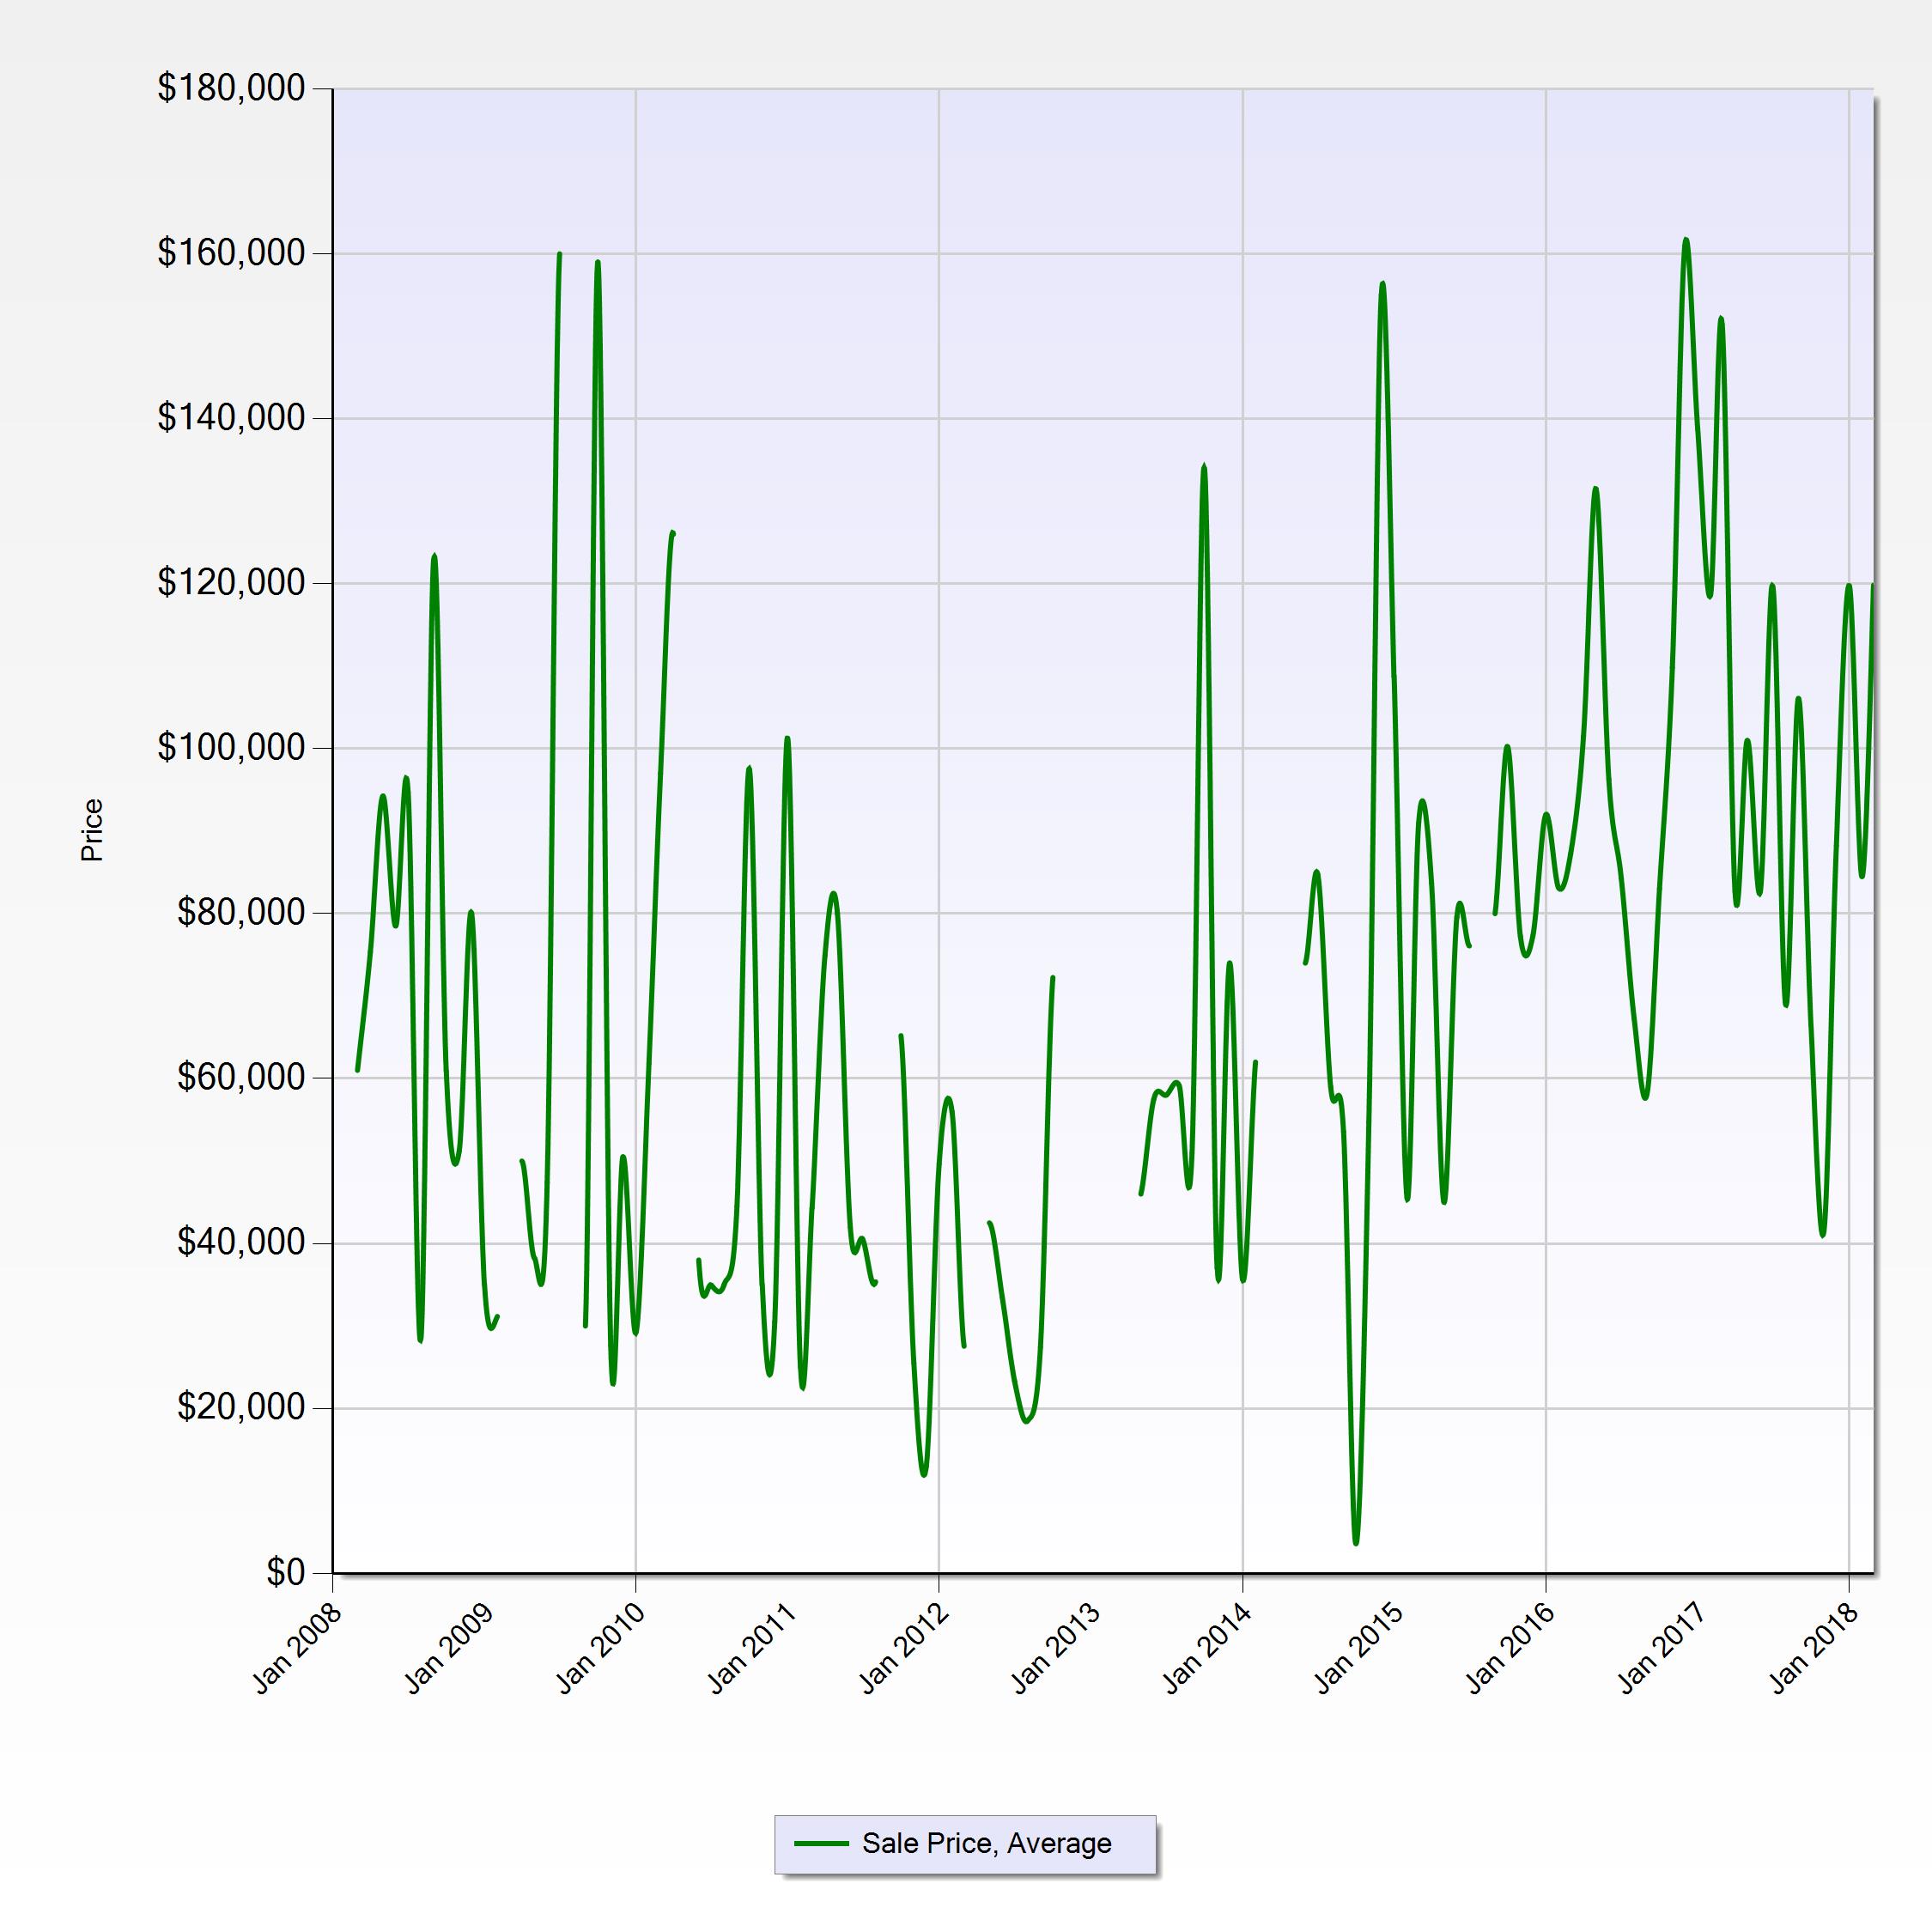 $180,000
$160,000
$140,000
$120,000
$100,000
$80,000
$60,000
$40,000
$20,000
$0
Price
Jan 2008
Jan 2009
Jan 2010
Jan 2011
Jan 2012
Jan 2013
Jan 2014
Jan 2015
Jan 2016
Jan 2017
Jan 2018
Sale Price, Average